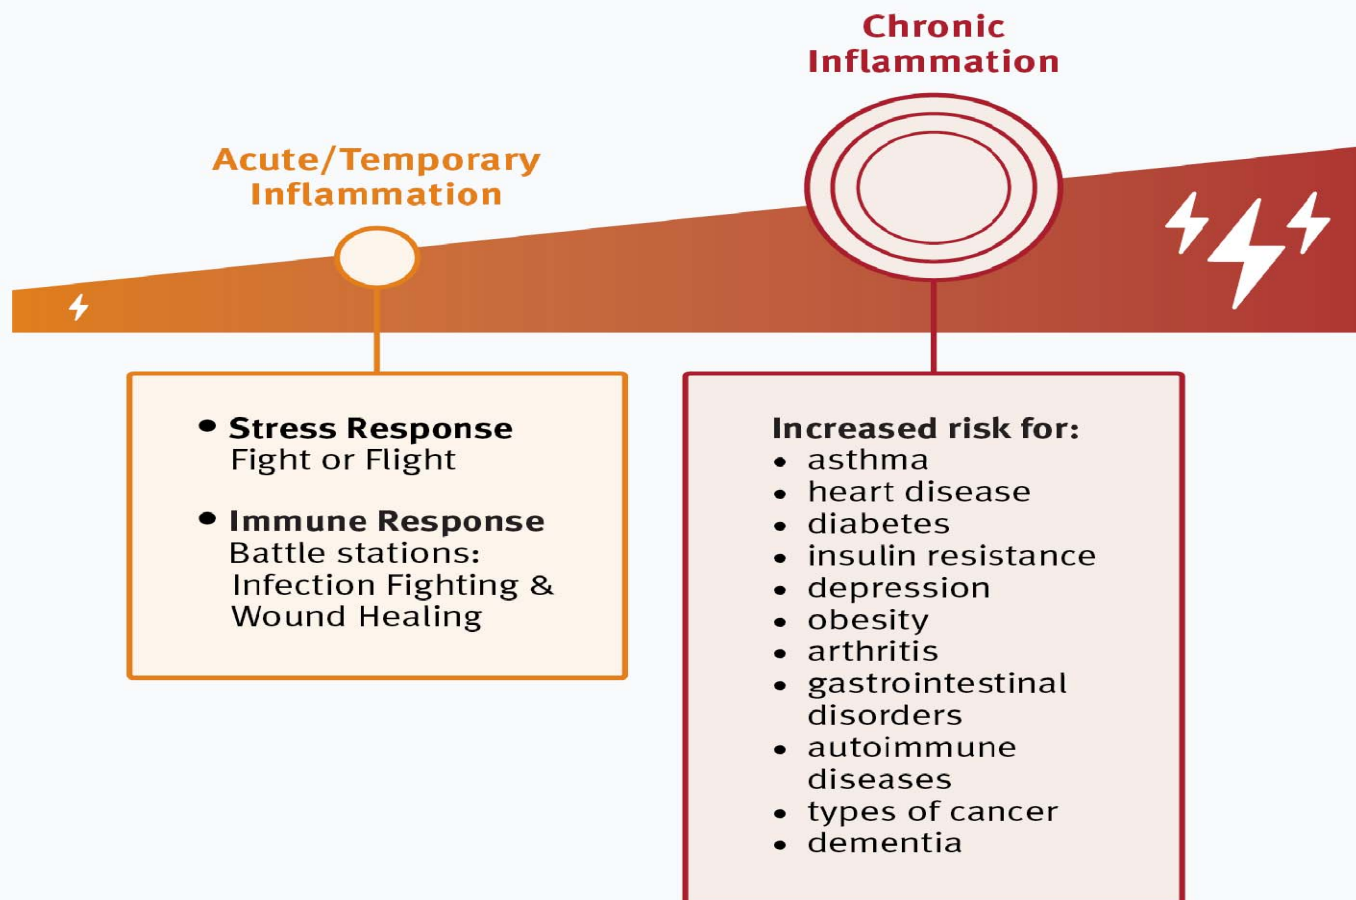 Chronic
Inflammation
Acute/Temporary
Inflammation
• Stress Response
Fight or Flight
• Immune Response
Battle stations:
Infection Fighting &
Wound Healing
Increased risk for:
• asthma
• heart disease
• diabetes
• insulin resistance
• depression
• obesity
• arthritis
• gastrointestinal
disorders
• autoimmune
diseases
• types of cancer
• dementia